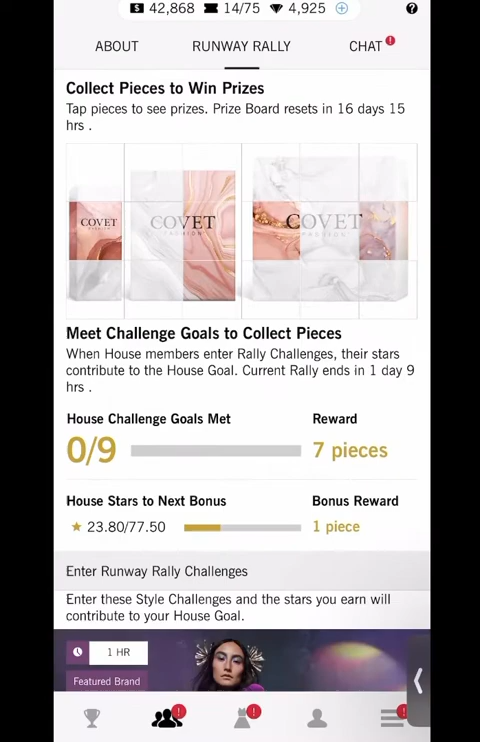 42,868 14/75 4,925 ?
ABOUT RUNWAY RALLY CHAT !
Collect Pieces to Win Prizes
Tap pieces to see prizes. Prize Board resets in 16 days 15
hrs .
COVET COVET COVET
FASHION FASHION
Meet Challenge Goals to Collect Pieces
When House members enter Rally Challenges, their stars
contribute to the House Goal. Current Rally ends in 1 day 9
hrs .
House Challenge Goals Met Reward
0/9 7 pieces
House Stars to Next Bonus Bonus Reward
23.80/77.50 1 piece
Enter Runway Rally Challenges
Enter these Style Challenges and the stars you earn will
contribute to your House Goal.
1 HR
Featured Brand
! ! !